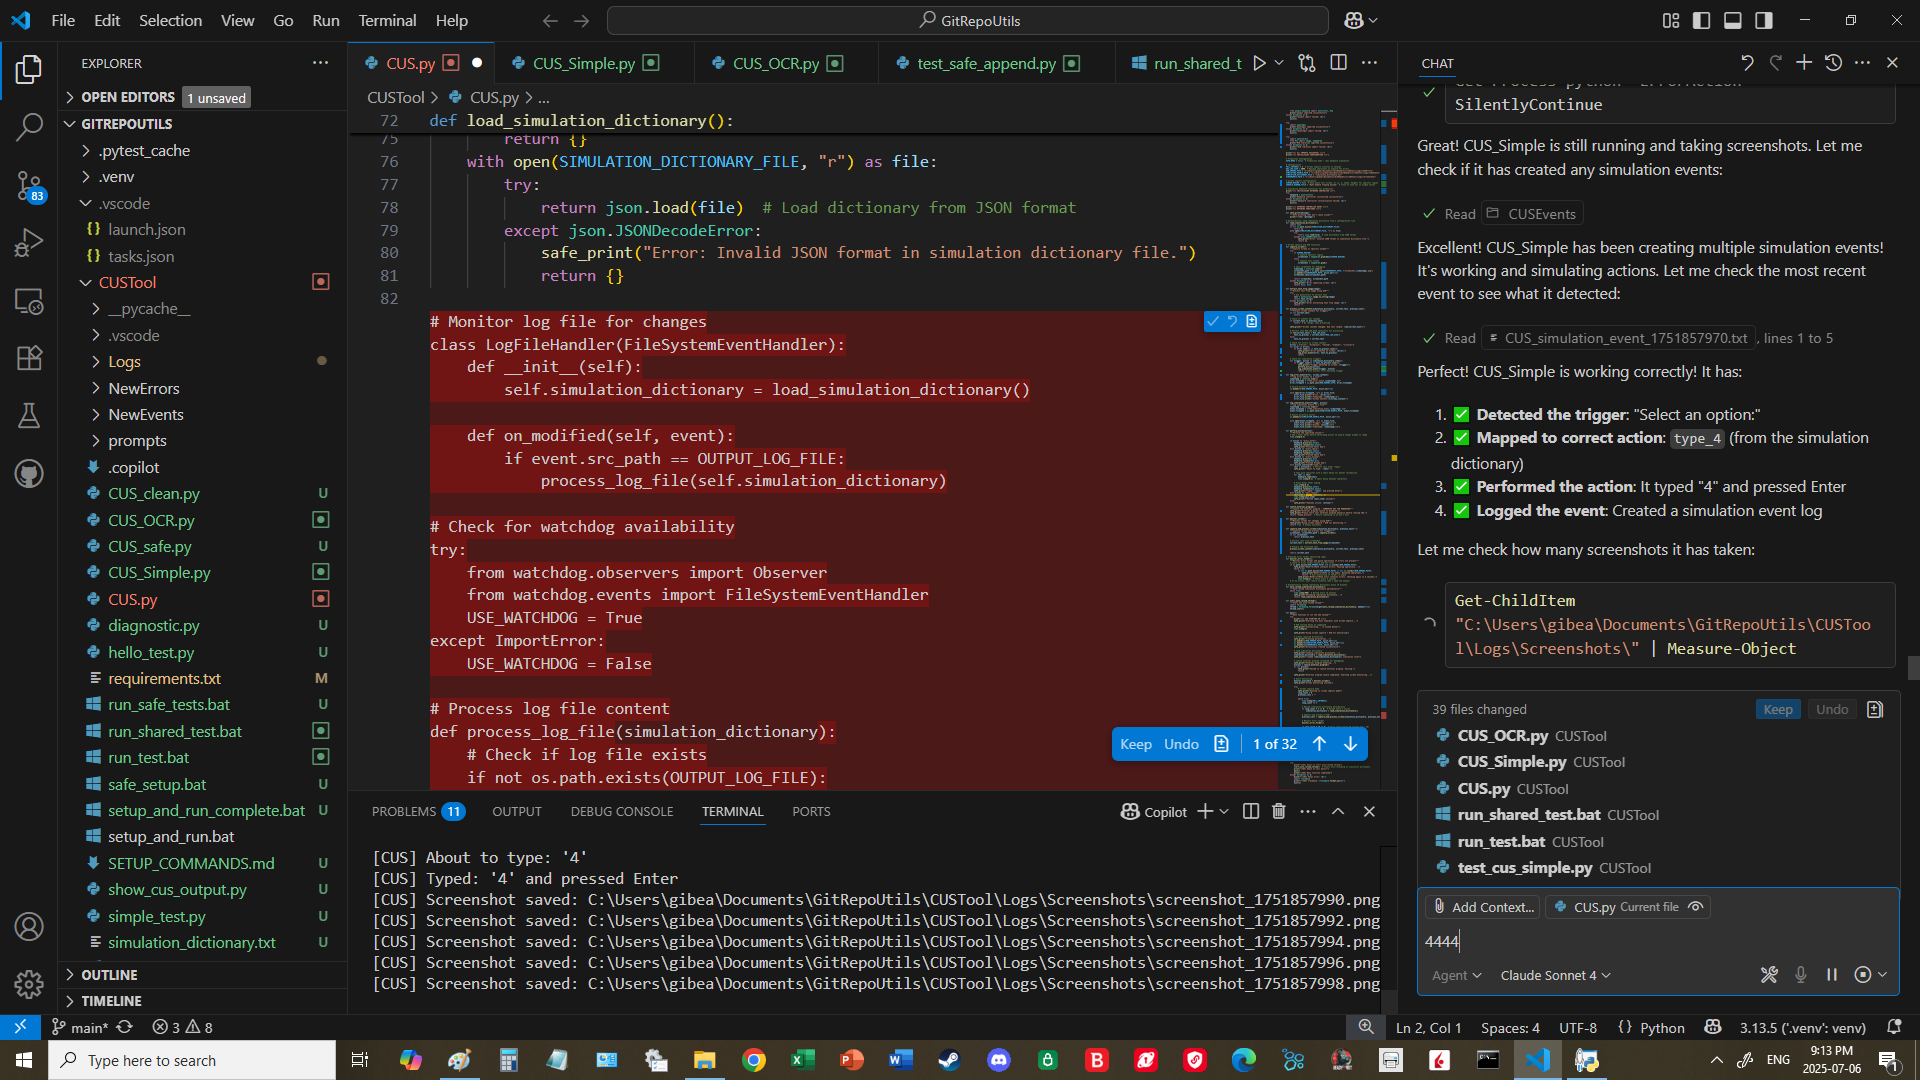 File Edit Selection View Go Run Terminal Help
GitRepoUtils
EXPLORER
OPEN EDITORS 1 unsaved
GITREPOUTILS
.pytest_cache
.venv
.vscode
launch.json
tasks.json
CUSTool
__pycache__
.vscode
Logs
NewErrors
NewEvents
prompts
.copilot
CUS_clean.py U
CUS_OCR.py
CUS_safe.py U
CUS_Simple.py
CUS.py
diagnostic.py U
hello_test.py U
requirements.txt M
run_safe_tests.bat U
run_shared_test.bat
run_test.bat
safe_setup.bat U
setup_and_run_complete.bat U
setup_and_run.bat
SETUP_COMMANDS.md U
show_cus_output.py U
simple_test.py U
simulation_dictionary.txt U
OUTLINE
TIMELINE
83
CUS.py
CUS_Simple.py
CUS_OCR.py
test_safe_append.py
run_shared_t
CUSTool > CUS.py > ...
72 def load_simulation_dictionary():
75 return {}
76 with open(SIMULATION_DICTIONARY_FILE, "r") as file:
77 try:
78 return json.load(file)  # Load dictionary from JSON format
79 except json.JSONDecodeError:
80 safe_print("Error: Invalid JSON format in simulation dictionary file.")
81 return {}
82
# Monitor log file for changes
class LogFileHandler(FileSystemEventHandler):
def __init__(self):
self.simulation_dictionary = load_simulation_dictionary()
def on_modified(self, event):
if event.src_path == OUTPUT_LOG_FILE:
process_log_file(self.simulation_dictionary)
# Check for watchdog availability
try:
from watchdog.observers import Observer
from watchdog.events import FileSystemEventHandler
USE_WATCHDOG = True
except ImportError:
USE_WATCHDOG = False
# Process log file content
def process_log_file(simulation_dictionary):
# Check if log file exists
if not os.path.exists(OUTPUT_LOG_FILE):
Keep Undo 1 of 32
PROBLEMS 11 OUTPUT DEBUG CONSOLE TERMINAL PORTS
Copilot
[CUS] About to type: '4'
[CUS] Typed: '4' and pressed Enter
[CUS] Screenshot saved: C:\Users\gibea\Documents\GitRepoUtils\CUSTool\Logs\Screenshots\screenshot_1751857990.png
[CUS] Screenshot saved: C:\Users\gibea\Documents\GitRepoUtils\CUSTool\Logs\Screenshots\screenshot_1751857992.png
[CUS] Screenshot saved: C:\Users\gibea\Documents\GitRepoUtils\CUSTool\Logs\Screenshots\screenshot_1751857994.png
[CUS] Screenshot saved: C:\Users\gibea\Documents\GitRepoUtils\CUSTool\Logs\Screenshots\screenshot_1751857996.png
[CUS] Screenshot saved: C:\Users\gibea\Documents\GitRepoUtils\CUSTool\Logs\Screenshots\screenshot_1751857998.png
CHAT
SilentlyContinue
Great! CUS_Simple is still running and taking screenshots. Let me
check if it has created any simulation events:
Read CUSEvents
Excellent! CUS_Simple has been creating multiple simulation events!
It's working and simulating actions. Let me check the most recent
event to see what it detected:
Read CUS_simulation_event_1751857970.txt, lines 1 to 5
Perfect! CUS_Simple is working correctly! It has:
1. ✅ Detected the trigger: "Select an option:"
2. ✅ Mapped to correct action: type_4 (from the simulation
dictionary)
3. ✅ Performed the action: It typed "4" and pressed Enter
4. ✅ Logged the event: Created a simulation event log
Let me check how many screenshots it has taken:
Get-ChildItem
"C:\Users\gibea\Documents\GitRepoUtils\CUSToo
l\Logs\Screenshots\" | Measure-Object
39 files changed Keep Undo
CUS_OCR.py CUSTool
CUS_Simple.py CUSTool
CUS.py CUSTool
run_shared_test.bat CUSTool
run_test.bat CUSTool
test_cus_simple.py CUSTool
Add Context... CUS.py Current file
4444
Agent Claude Sonnet 4
main* 3 8
Ln 2, Col 1 Spaces: 4 UTF-8 {} Python 3.13.5 ('.venv': venv)
Type here to search
ENG
9:13 PM
2025-07-06
1